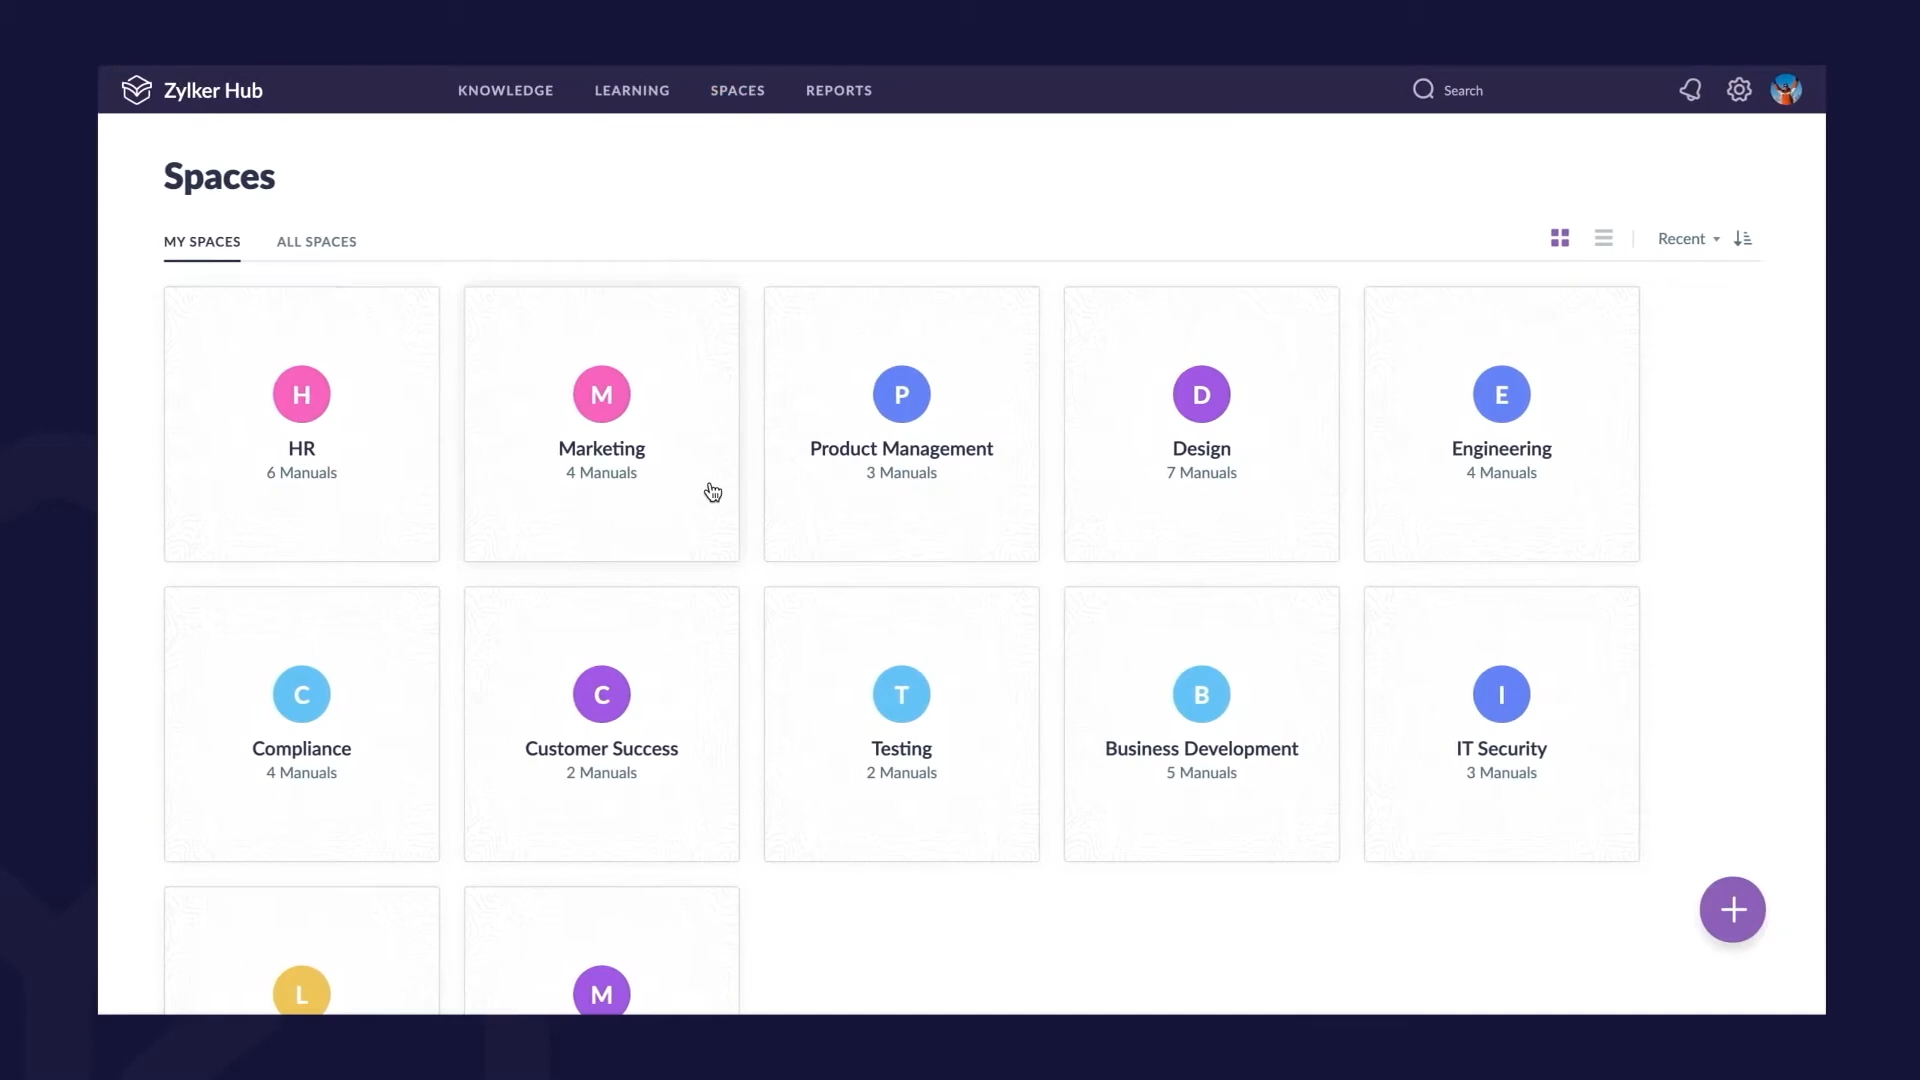 Zylker Hub
KNOWLEDGE
LEARNING
SPACES
REPORTS
Search
Spaces
MY SPACES
ALL SPACES
Recent
H
HR
6 Manuals
M
Marketing
4 Manuals
P
Product Management
3 Manuals
D
Design
7 Manuals
E
Engineering
4 Manuals
C
Compliance
4 Manuals
C
Customer Success
2 Manuals
T
Testing
2 Manuals
B
Business Development
5 Manuals
I
IT Security
3 Manuals
L
M